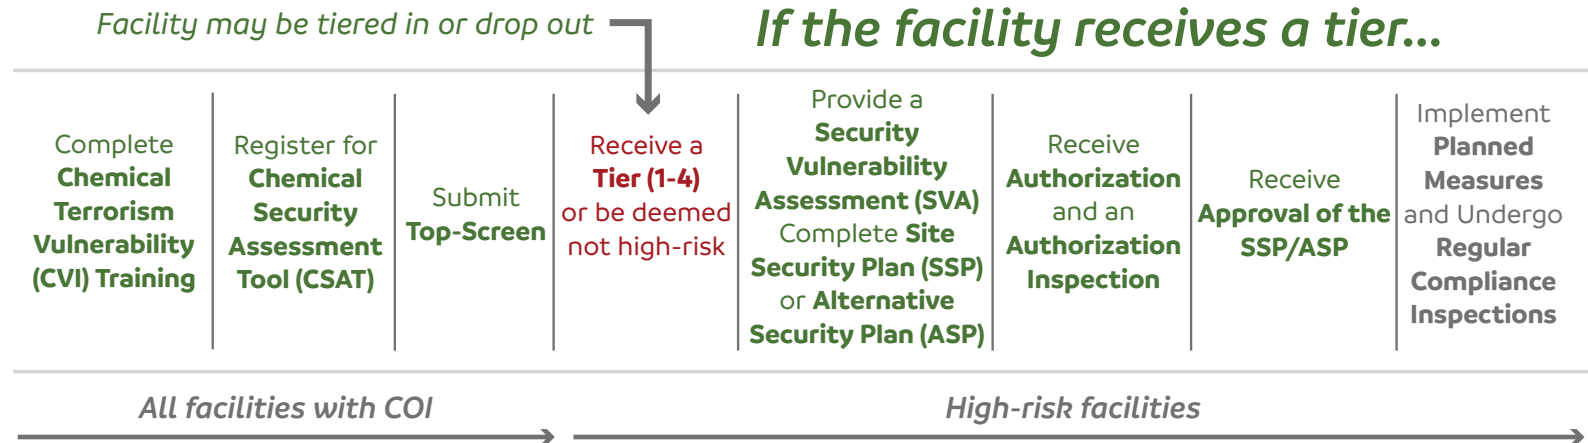 Facility may be tiered in or drop out
If the facility receives a tier...
Complete
Chemical
Terrorism
Vulnerability
(CVI) Training
Register for
Chemical
Security
Assessment
Tool (CSAT)
Submit
Top-Screen
Receive a
Tier (1-4)
or be deemed
not high-risk
Provide a
Security
Vulnerability
Assessment (SVA)
Complete Site
Security Plan (SSP)
or Alternative
Security Plan (ASP)
Receive
Authorization
and an
Authorization
Inspection
Receive
Approval of the
SSP/ASP
Implement
Planned
Measures
and Undergo
Regular
Compliance
Inspections
All facilities with COI
High-risk facilities